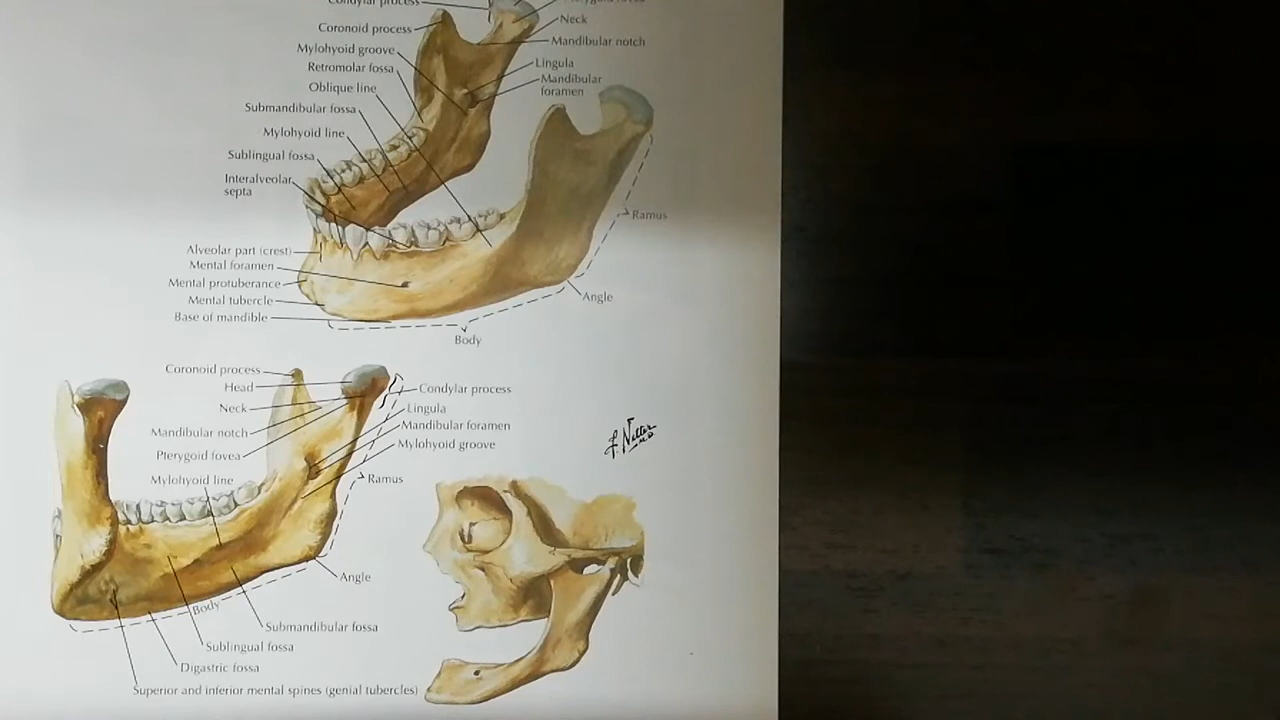 Condylar process
Coronoid process
Neck
Mylohyoid groove
Mandibular notch
Retromolar fossa
Lingula
Oblique line
Mandibular
foramen
Submandibular fossa
Mylohyoid line
Sublingual fossa
Interalveolar
septa
Ramus
Alveolar part (crest)
Mental foramen
Mental protuberance
Mental tubercle
Angle
Base of mandible
Body
Coronoid process
Head
Condylar process
Neck
Lingula
Mandibular notch
Mandibular foramen
Pterygoid fovea
Mylohyoid groove
Mylohyoid line
Ramus
Angle
Body
Submandibular fossa
Sublingual fossa
Digastric fossa
Superior and inferior mental spines (genial tubercles)
F. Netter
M.D.